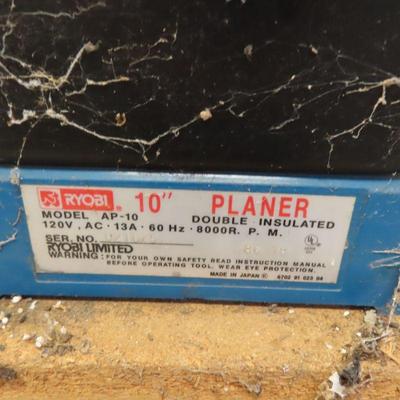 RYOBI® 10" PLANER
MODEL AP-10 DOUBLE INSULATED
120V, AC · 13A · 60 Hz · 8000R. P. M.
SER. NO.
RYOBI LIMITED
WARNING: FOR YOUR OWN SAFETY READ INSTRUCTION MANUAL
BEFORE OPERATING TOOL. WEAR EYE PROTECTION.
MADE IN JAPAN